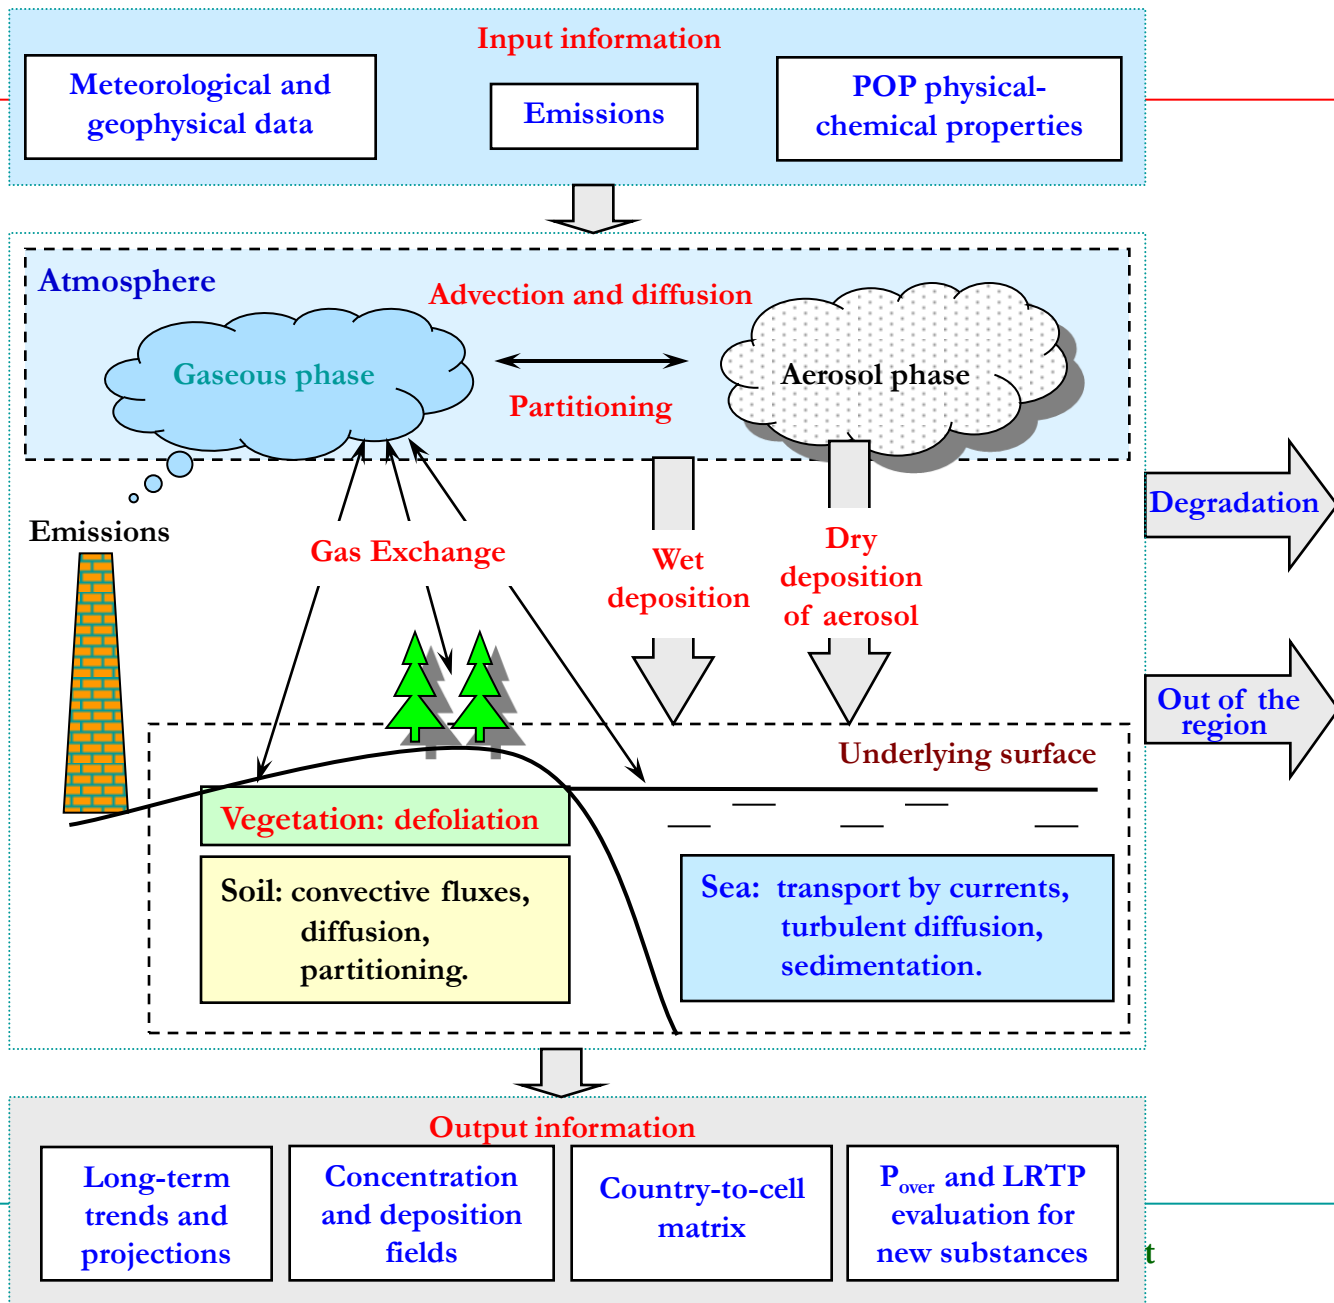 Input information
Meteorological and
geophysical data
Emissions
POP physical-
chemical properties
Atmosphere
Advection and diffusion
Gaseous phase
Aerosol phase
Partitioning
Emissions
Gas Exchange
Wet
deposition
Dry
deposition
of aerosol
Degradation
Out of the
region
Underlying surface
Vegetation: defoliation
Soil: convective fluxes,
diffusion,
partitioning.
Sea: transport by currents,
turbulent diffusion,
sedimentation.
Output information
Long-term
trends and
projections
Concentration
and deposition
fields
Country-to-cell
matrix
Pover and LRTP
evaluation for
new substances
t